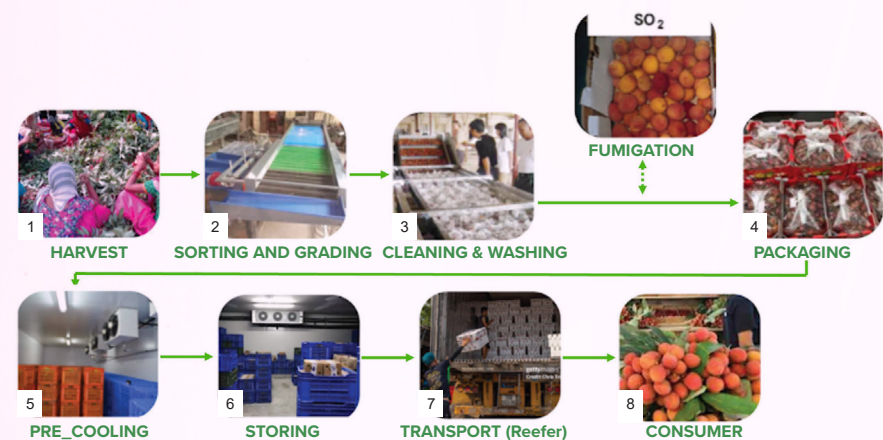 SO2
FUMIGATION
1
HARVEST
2
SORTING AND GRADING
3
CLEANING & WASHING
4
PACKAGING
5
PRE_COOLING
6
STORING
gettyimages
7
TRANSPORT (Reefer)
8
CONSUMER